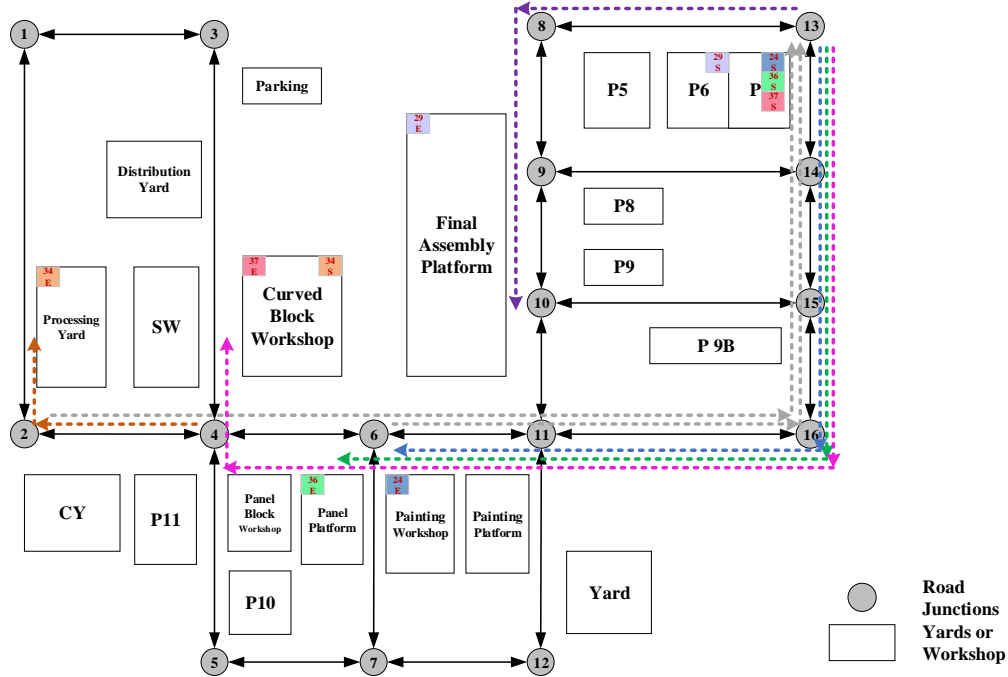 1
3
8
13
Parking
29
S
24
S
36
S
37
S
P5
P6
P
29
E
Distribution
Yard
9
14
P8
Final
Assembly
Platform
34
E
37
E
34
S
P9
Processing
Yard
SW
Curved
Block
Workshop
10
15
P 9B
2
4
6
11
16
CY
P11
Panel
Block
Workshop
36
E
Panel
Platform
24
E
Painting
Workshop
Painting
Platform
P10
Yard
5
7
12
Road
Junctions
Yards or
Workshop